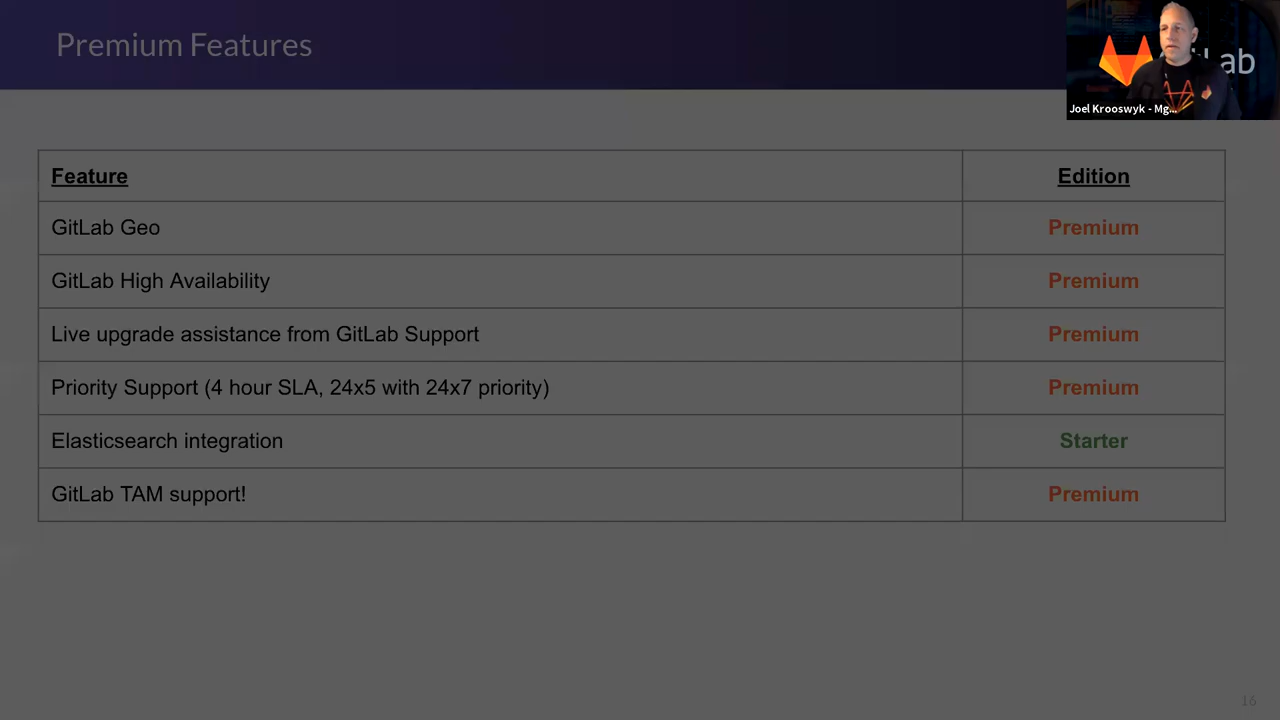 Premium Features
Lab
Joel Krooswyk - Mg...
Feature Edition
GitLab Geo Premium
GitLab High Availability Premium
Live upgrade assistance from GitLab Support Premium
Priority Support (4 hour SLA, 24x5 with 24x7 priority) Premium
Elasticsearch integration Starter
GitLab TAM support! Premium
16